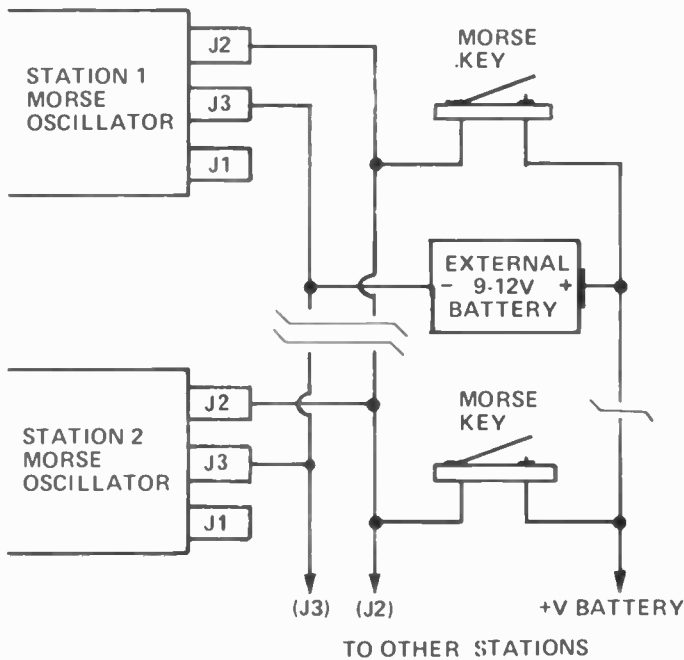 J2
STATION 1
MORSE
OSCILLATOR
J3
J1
MORSE
.KEY
EXTERNAL
- 9-12V +
BATTERY
J2
STATION 2
MORSE
OSCILLATOR
J3
J1
MORSE
KEY
(J3)
(J2)
+V BATTERY
TO OTHER STATIONS